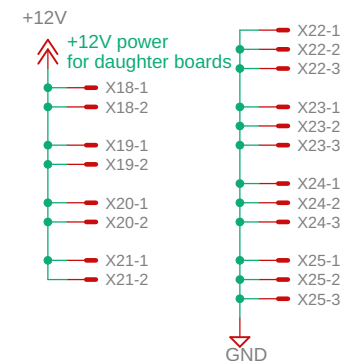 +12V
+12V power
for daughter boards
X18-1
X18-2
X19-1
X19-2
X20-1
X20-2
X21-1
X21-2
X22-1
X22-2
X22-3
X23-1
X23-2
X23-3
X24-1
X24-2
X24-3
X25-1
X25-2
X25-3
GND